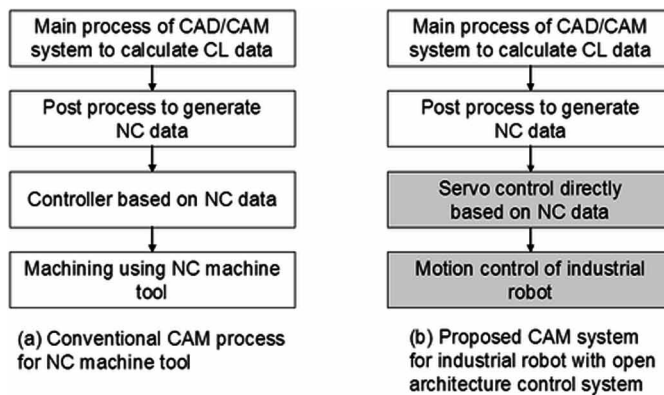 Main process of CAD/CAM
system to calculate CL data
Post process to generate
NC data
Controller based on NC data
Machining using NC machine
tool
(a) Conventional CAM process
for NC machine tool
Main process of CAD/CAM
system to calculate CL data
Post process to generate
NC data
Servo control directly
based on NC data
Motion control of industrial
robot
(b) Proposed CAM system
for industrial robot with open
architecture control system